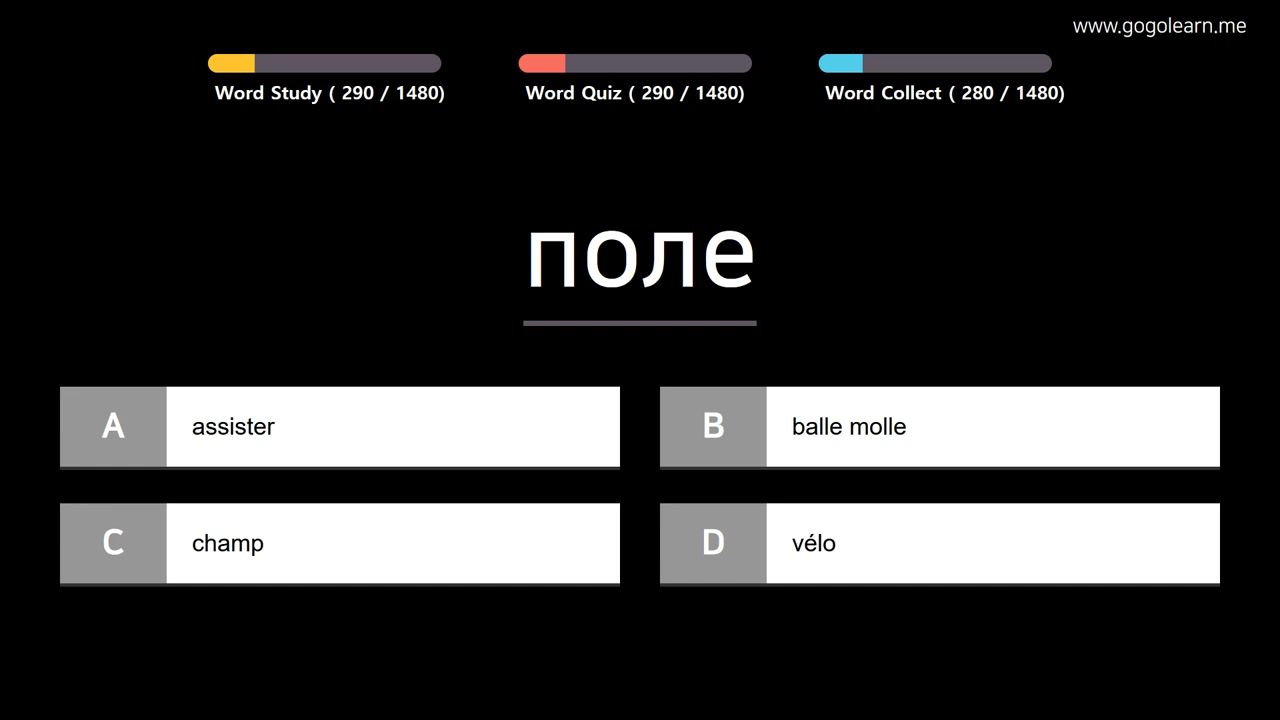 www.gogolearn.me
Word Study ( 290 / 1480)
Word Quiz ( 290 / 1480)
Word Collect ( 280 / 1480)
поле
A
assister
B
balle molle
C
champ
D
vélo